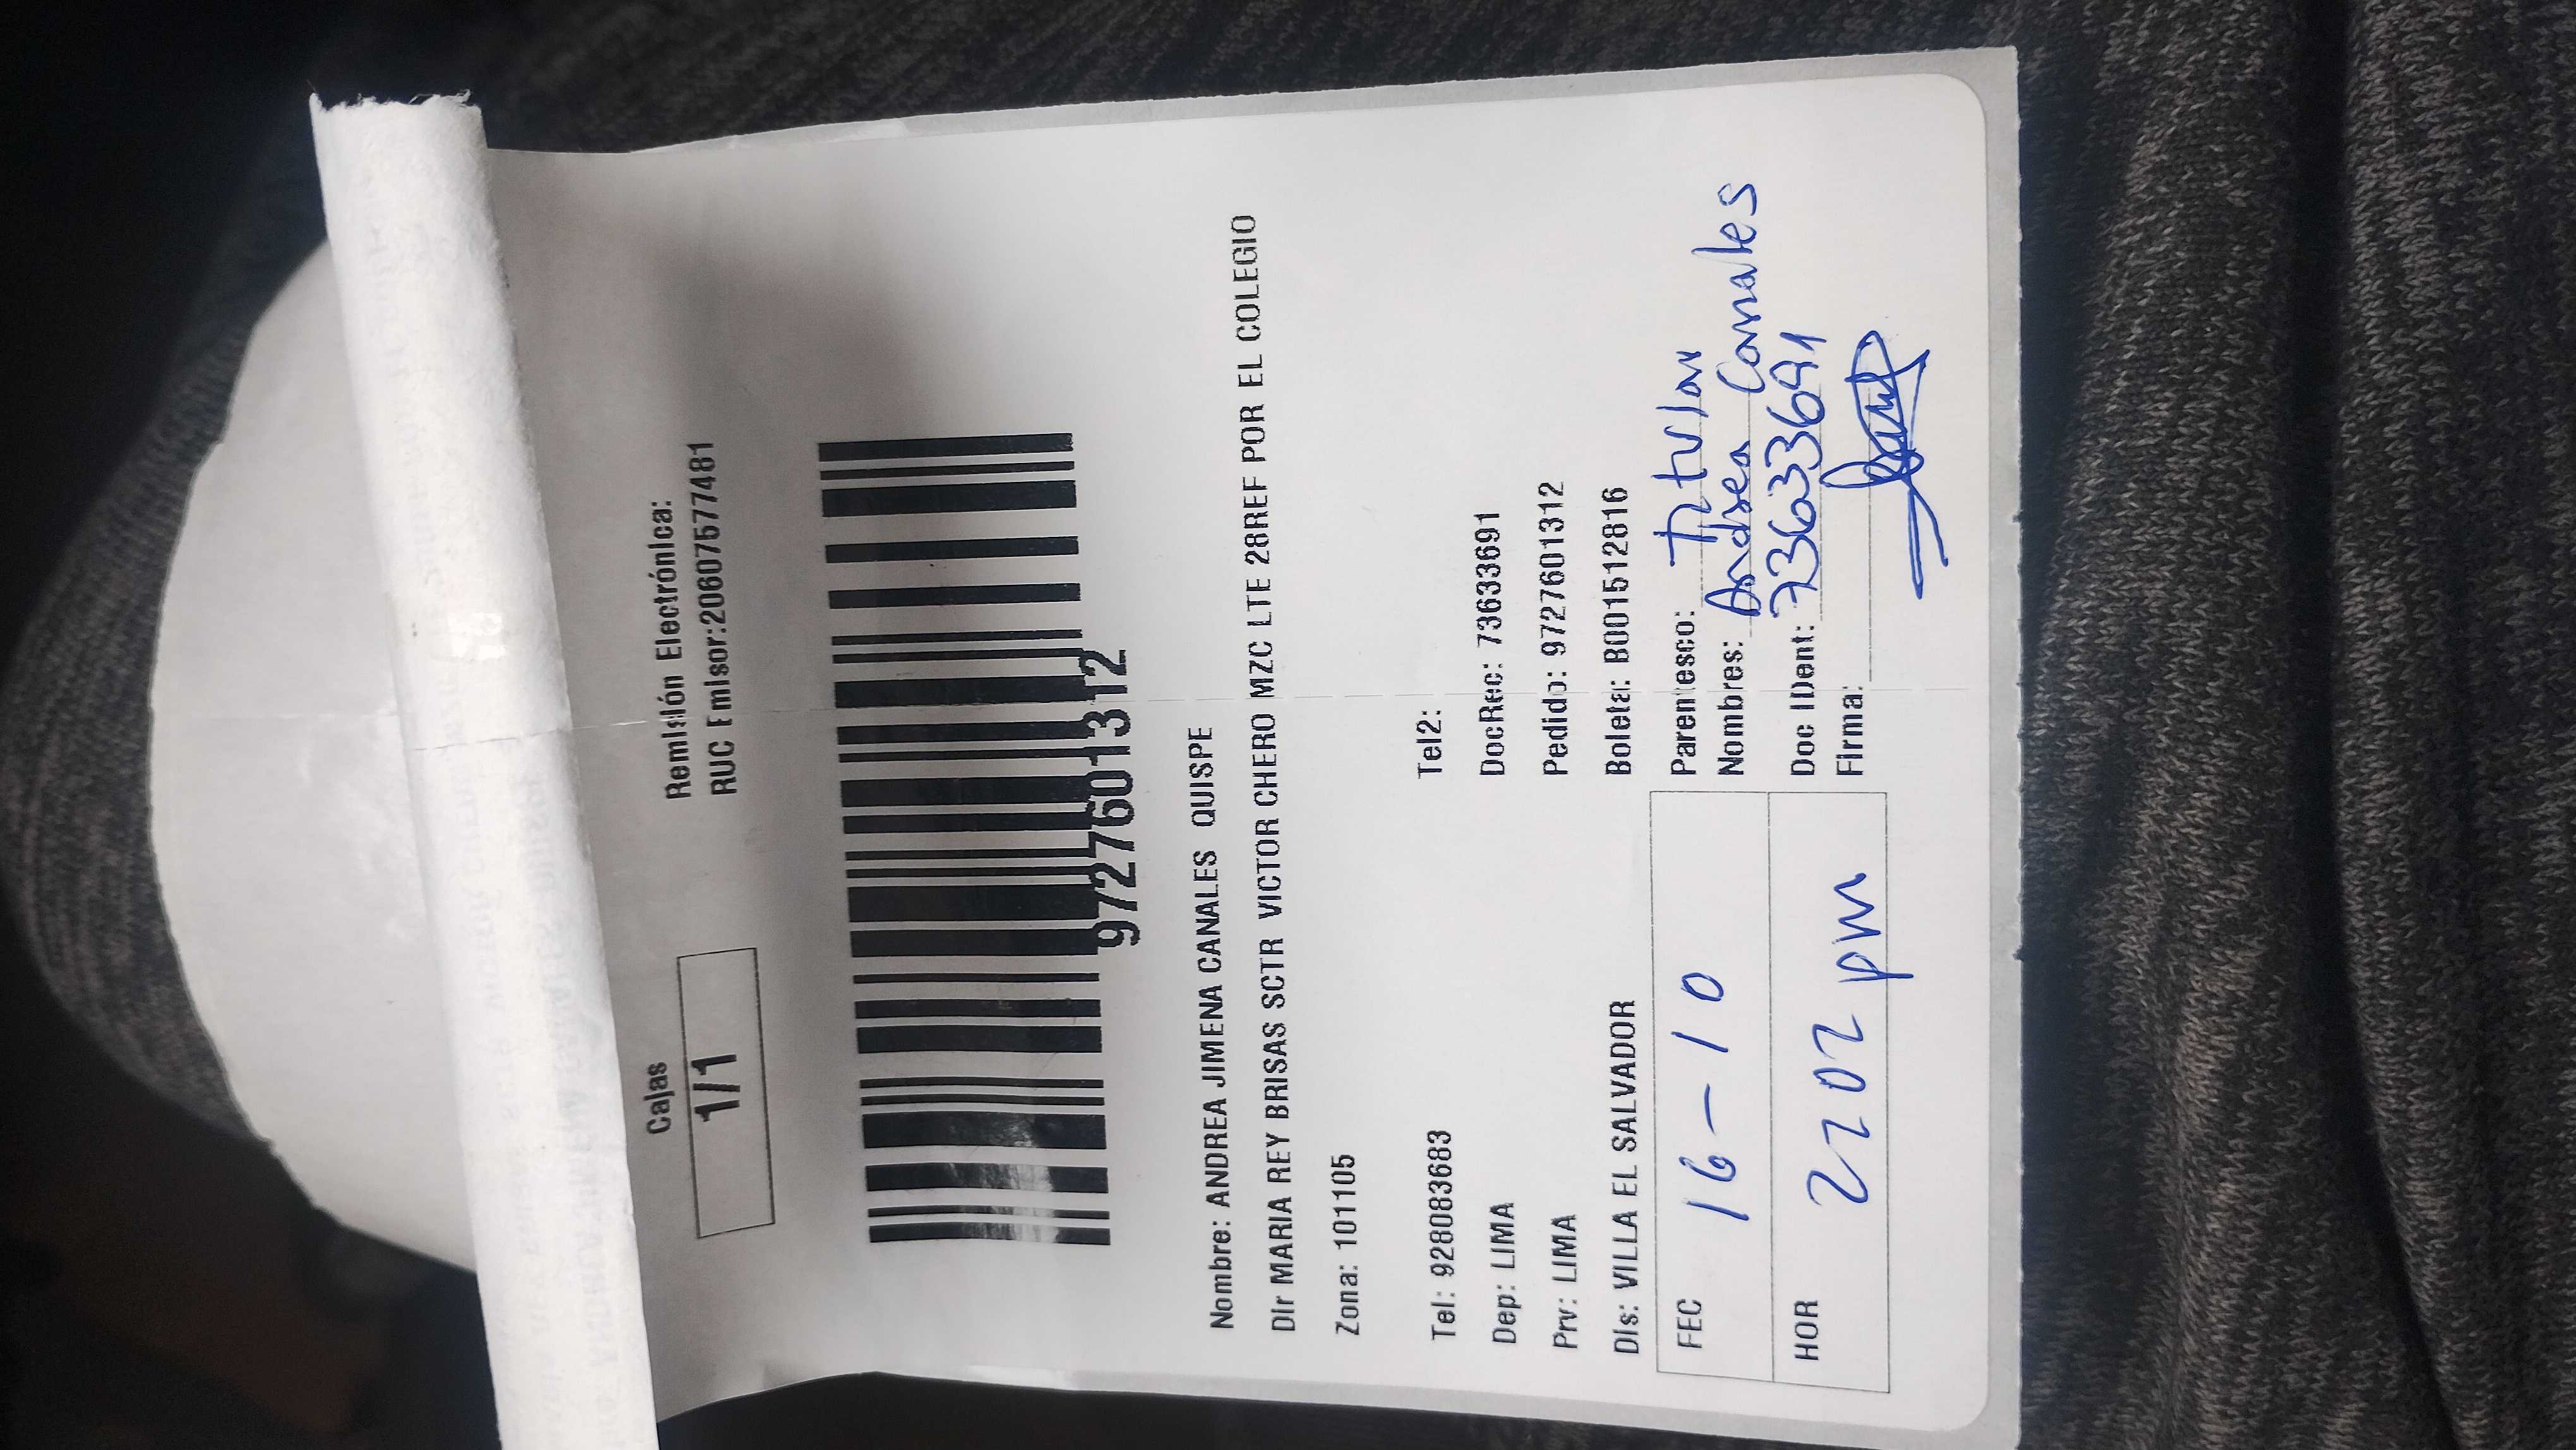 Remisión Electrónica:
RUC Emisor:20607577481
Cajas
1/1
9727601312
Nombre: ANDREA JIMENA CANALES QUISPE
Dir MARIA REY BRISAS SCTR VICTOR CHERO MZC LTE 28REF POR EL COLEGIO
Zona: 101105
Tel: 928083683 Tel2:
Dep: LIMA DocRec: 73633691
Prv: LIMA Pedido: 9727601312
Dis: VILLA EL SALVADOR Boleta: B001512816
FEC 16-10
HOR 2202 pm
Parentesco: Titular
Nombres: Andrea Canales
Doc IDent: 73633691
Firma: